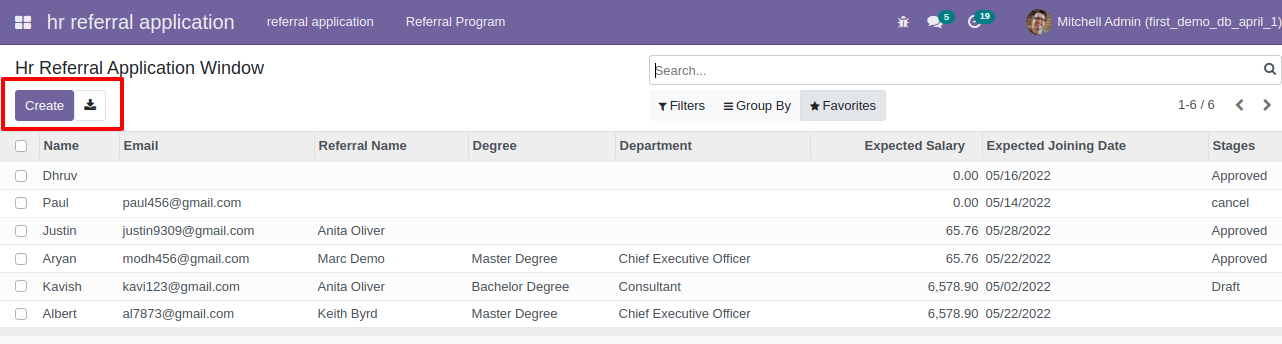 hr referral application referral application Referral Program 5 19 Mitchell Admin (first_demo_db_april_1)
Hr Referral Application Window Search...
Create Filters Group By Favorites 1-6 / 6
Name Email Referral Name Degree Department Expected Salary Expected Joining Date Stages
Dhruv 0.00 05/16/2022 Approved
Paul paul456@gmail.com 0.00 05/14/2022 cancel
Justin justin9309@gmail.com Anita Oliver 65.76 05/28/2022 Approved
Aryan modh456@gmail.com Marc Demo Master Degree Chief Executive Officer 65.76 05/22/2022 Approved
Kavish kavi123@gmail.com Anita Oliver Bachelor Degree Consultant 6,578.90 05/02/2022 Draft
Albert al7873@gmail.com Keith Byrd Master Degree Chief Executive Officer 6,578.90 05/22/2022